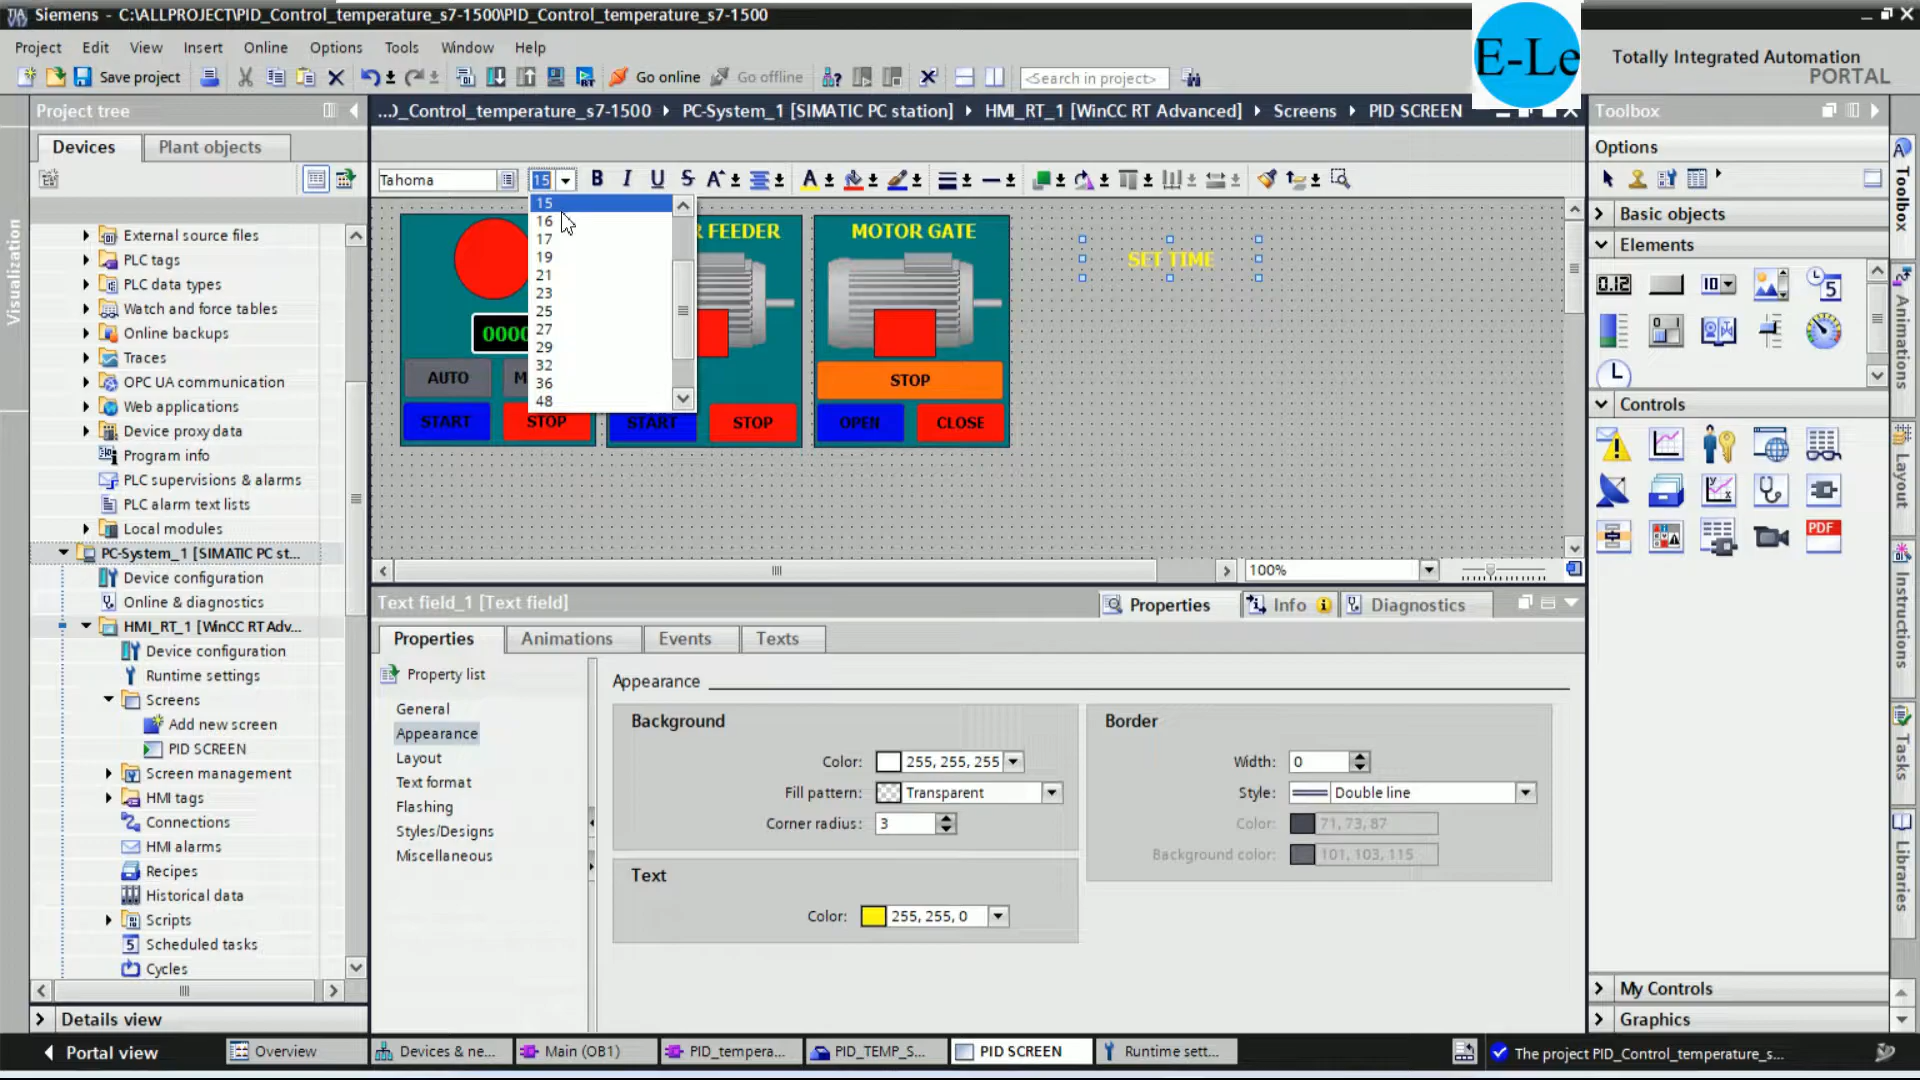 Siemens - C:\ALLPROJECT\PID_Control_temperature_s7-1500\PID_Control_temperature_s7-1500
Project Edit View Insert Online Options Tools Window Help
E-Le
Totally Integrated Automation
PORTAL
Save project
Go online
Go offline
<Search in project>
Project tree
...)_Control_temperature_s7-1500 PC-System_1 [SIMATIC PC station] HMI_RT_1 [WinCC RT Advanced] Screens PID SCREEN
Toolbox
Devices
Plant objects
Options
Tahoma
15
B I U S
15
16
17
19
21
23
25
27
29
32
36
48
R FEEDER
MOTOR GATE
SET TIME
0000
AUTO
STOP
START
STOP
START
STOP
OPEN
CLOSE
100%
Visualization
External source files
PLC tags
PLC data types
Watch and force tables
Online backups
Traces
OPC UA communication
Web applications
Device proxy data
Program info
PLC supervisions & alarms
PLC alarm text lists
Local modules
PC-System_1 [SIMATIC PC st...
Device configuration
Online & diagnostics
HMI_RT_1 [WinCC RT Adv...
Device configuration
Runtime settings
Screens
Add new screen
PID SCREEN
Screen management
HMI tags
Connections
HMI alarms
Recipes
Historical data
Scripts
Scheduled tasks
Cycles
Details view
Basic objects
Elements
Controls
PDF
My Controls
Graphics
Toolbox
Animations
Layout
Instructions
Tasks
Libraries
Text field_1 [Text field]
Properties
Info
Diagnostics
Properties
Animations
Events
Texts
Property list
General
Appearance
Layout
Text format
Flashing
Styles/Designs
Miscellaneous
Appearance
Background
Color: 255, 255, 255
Fill pattern: Transparent
Corner radius: 3
Text
Color: 255, 255, 0
Border
Width: 0
Style: Double line
Color: 71, 73, 87
Background color: 101, 103, 115
Portal view
Overview
Devices & ne...
Main (OB1)
PID_tempera...
PID_TEMP_S...
PID SCREEN
Runtime sett...
The project PID_Control_temperature_s...